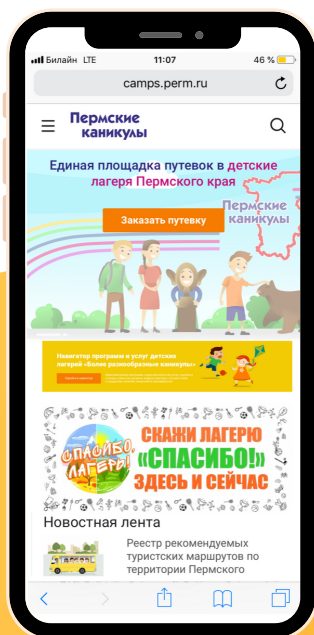 Билайн LTE 11:07 46 %
camps.perm.ru
Пермские
каникулы
Единая площадка путевок в детские
лагеря Пермского края
Пермские
каникулы
Заказать путевку
Навигатор программ и услуг детских
лагерей «Более разнообразные каникулы»
СПАСИБО,
ЛАГЕРЬ!
СКАЖИ ЛАГЕРЮ
«СПАСИБО!»
ЗДЕСЬ И СЕЙЧАС
Новостная лента
Реестр рекомендуемых
туристских маршрутов по
территории Пермского